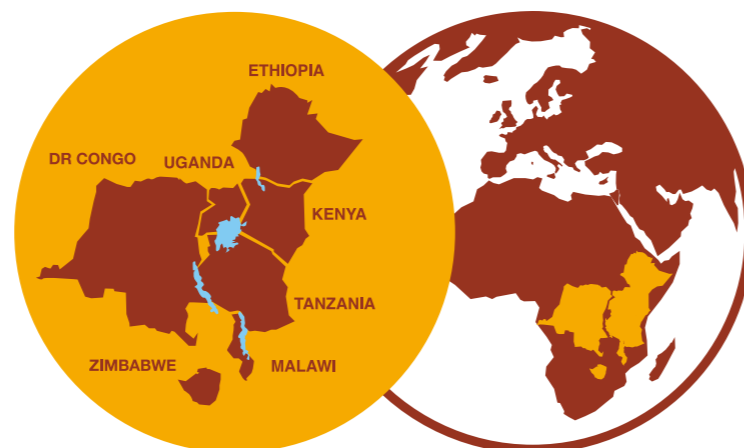 ETHIOPIA
DR CONGO
UGANDA
KENYA
TANZANIA
ZIMBABWE
MALAWI